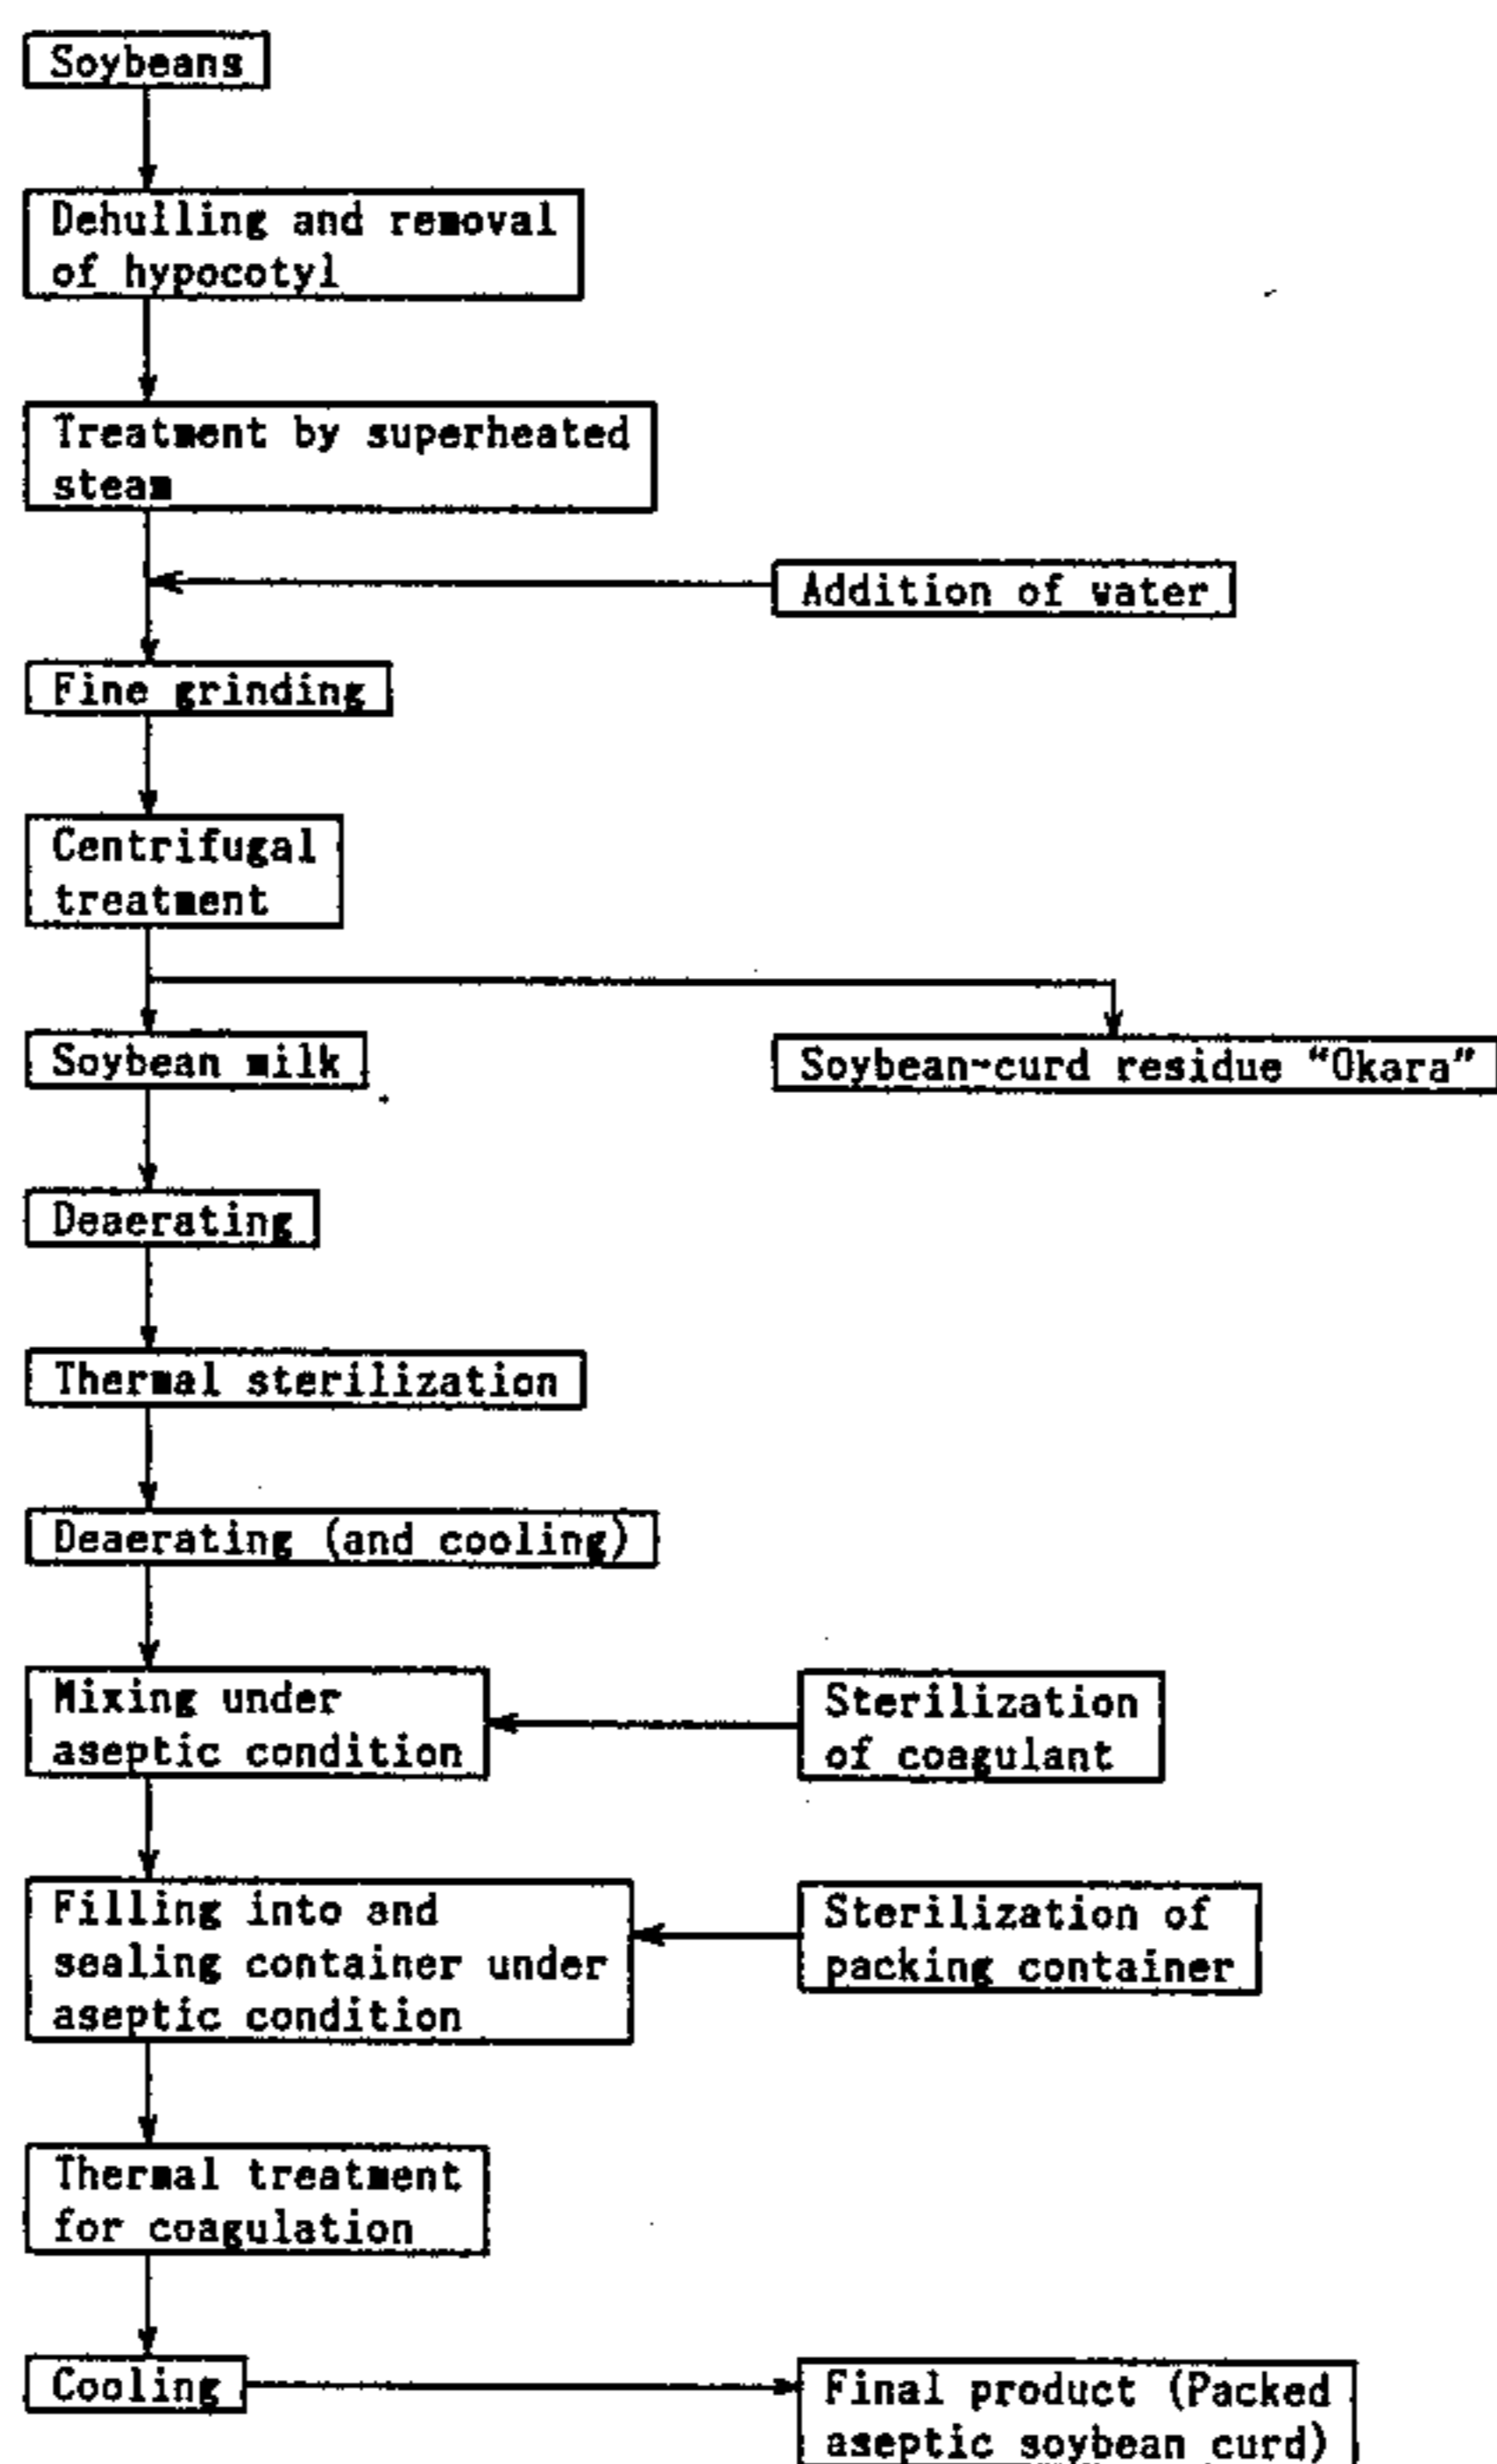 Soybeans
Dehulling and removal
of hypocotyl
Treatment by superheated
steam
Addition of water
Fine grinding
Centrifugal
treatment
Soybean milk
Soybean-curd residue "Okara"
Deaerating
Thermal sterilization
Deaerating (and cooling)
Mixing under
aseptic condition
Sterilization
of coagulant
Filling into and
sealing container under
aseptic condition
Sterilization of
packing container
Thermal treatment
for coagulation
Cooling
Final product (Packed
aseptic soybean curd)